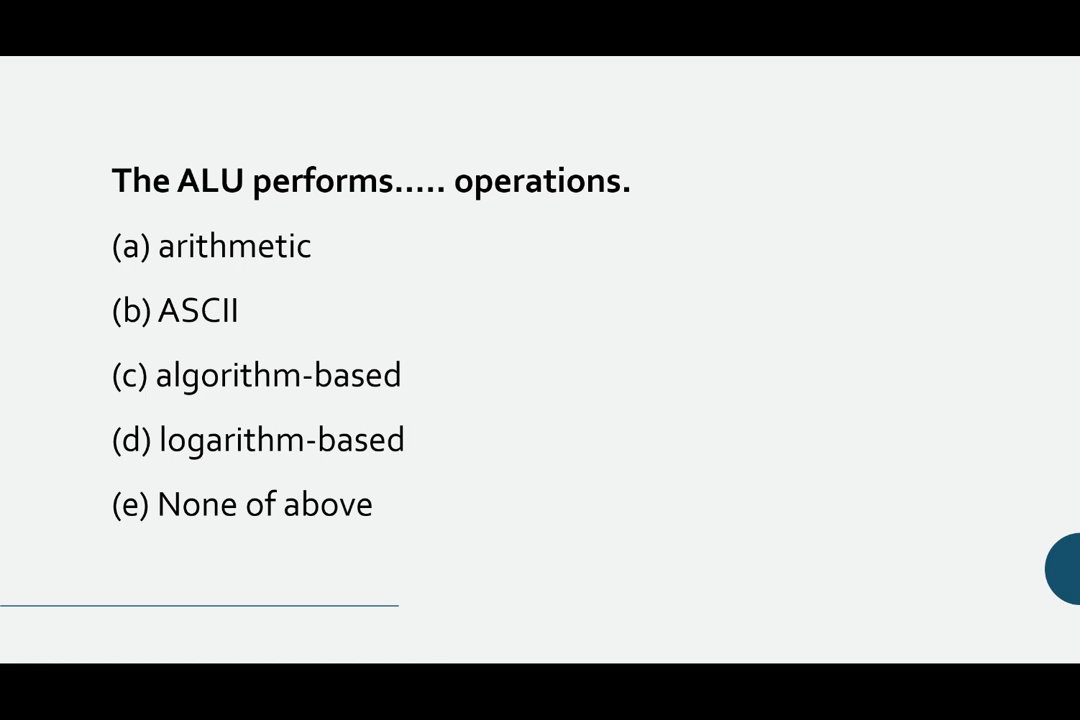 The ALU performs..... operations.
(a) arithmetic
(b) ASCII
(c) algorithm-based
(d) logarithm-based
(e) None of above